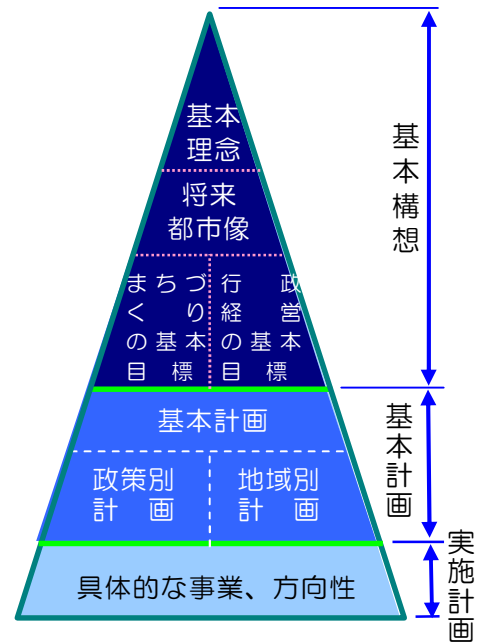 基本
理念
将来
都市像
まちづ
くり
の基本
目標
行政
経営
の基本
目標
基本計画
政策別
計画
地域別
計画
具体的な事業、方向性
基本構想
基本計画
実施計画